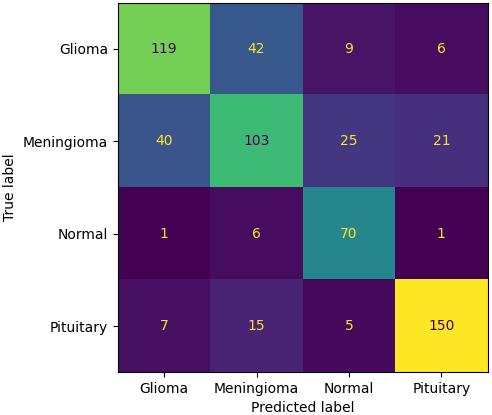 Glioma 119 42 9 6
Meningioma 40 103 25 21
Normal 1 6 70 1
Pituitary 7 15 5 150
Glioma Meningioma Normal Pituitary
Predicted label
True label